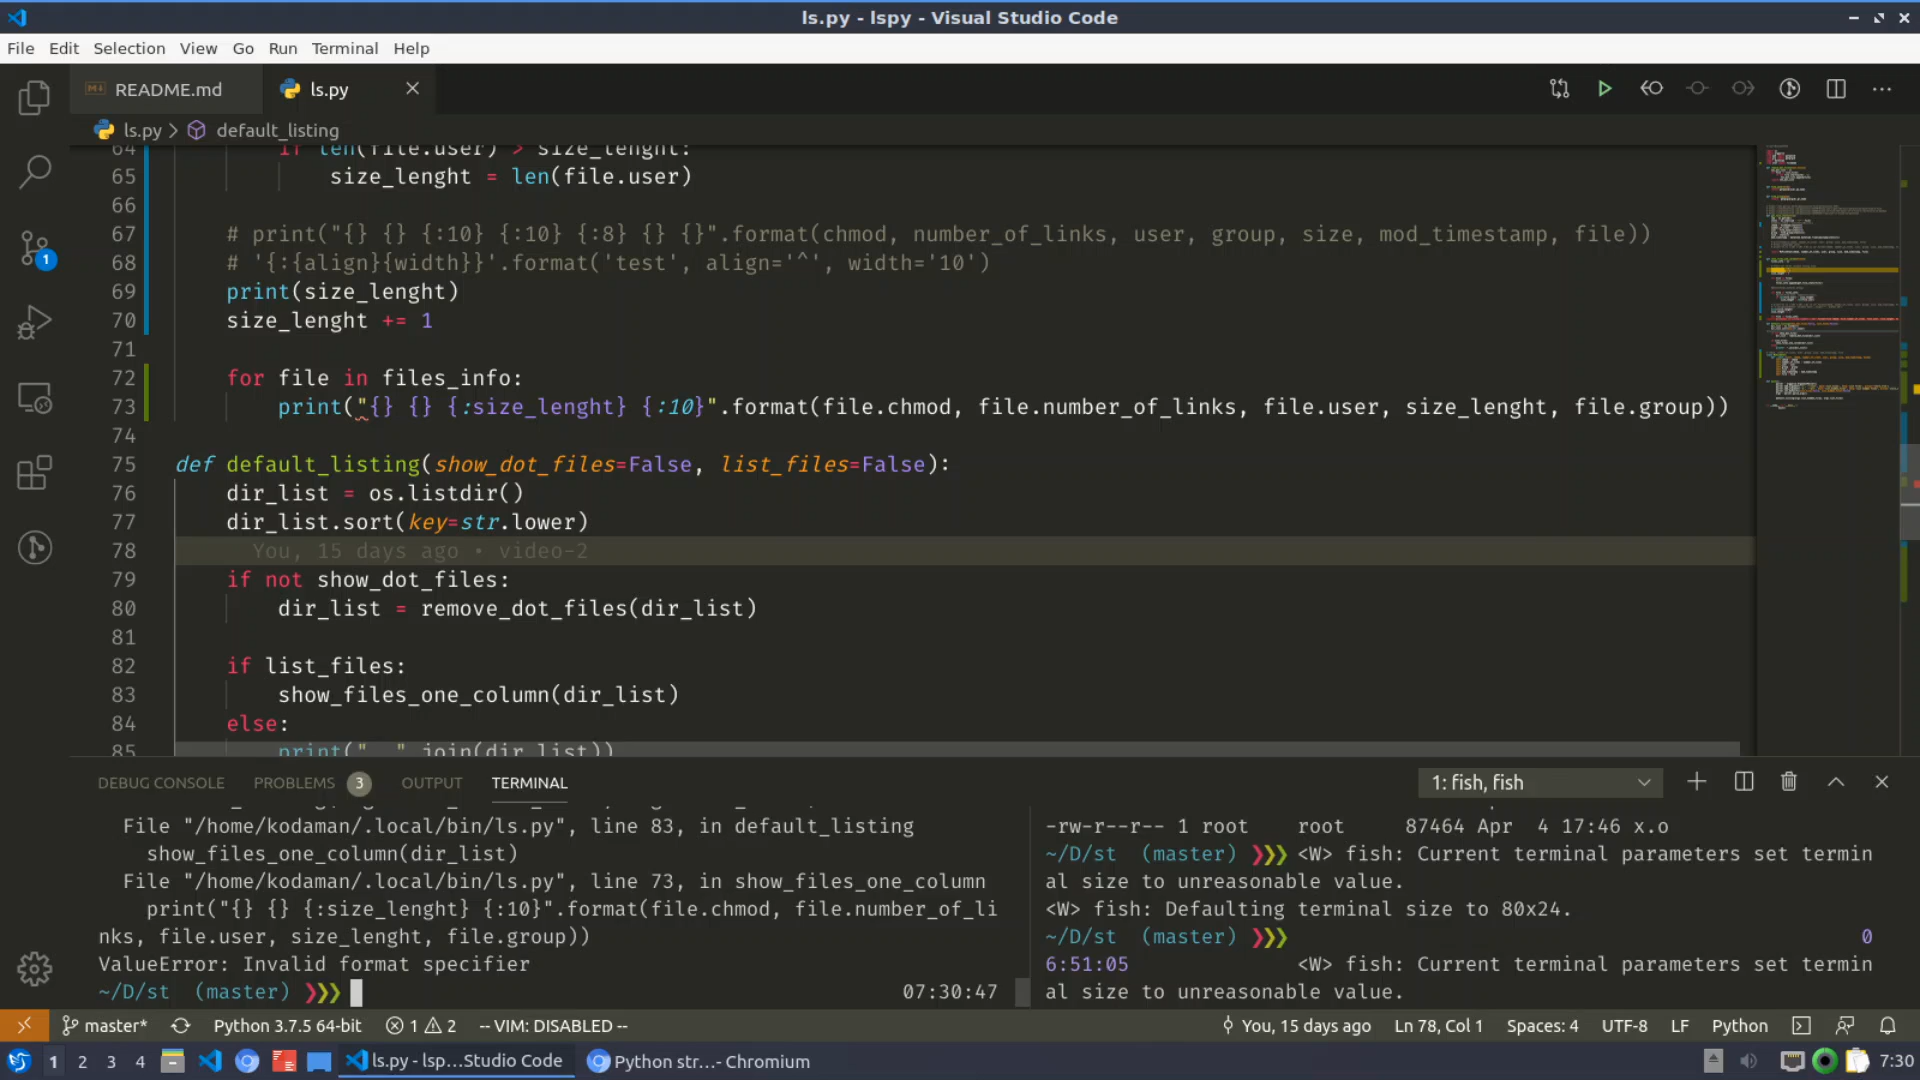 ls.py - lspy - Visual Studio Code
File Edit Selection View Go Run Terminal Help
README.md ls.py
ls.py > default_listing
64 if len(file.user) > size_lenght:
65 size_lenght = len(file.user)
66
67 # print("{} {} {:10} {:10} {:8} {} {}".format(chmod, number_of_links, user, group, size, mod_timestamp, file))
68 # '{:{align}{width}}'.format('test', align='^', width='10')
69 print(size_lenght)
70 size_lenght += 1
71
72 for file in files_info:
73 print("{} {} {:size_lenght} {:10}".format(file.chmod, file.number_of_links, file.user, size_lenght, file.group))
74
75 def default_listing(show_dot_files=False, list_files=False):
76 dir_list = os.listdir()
77 dir_list.sort(key=str.lower)
78 You, 15 days ago • video-2
79 if not show_dot_files:
80 dir_list = remove_dot_files(dir_list)
81
82 if list_files:
83 show_files_one_column(dir_list)
84 else:
85 print("  ".join(dir_list))
DEBUG CONSOLE PROBLEMS 3 OUTPUT TERMINAL 1: fish, fish
File "/home/kodaman/.local/bin/ls.py", line 83, in default_listing
show_files_one_column(dir_list)
File "/home/kodaman/.local/bin/ls.py", line 73, in show_files_one_column
print("{} {} {:size_lenght} {:10}".format(file.chmod, file.number_of_li
nks, file.user, size_lenght, file.group))
ValueError: Invalid format specifier
~/D/st (master) ❯❯❯ 07:30:47
-rw-r--r-- 1 root root 87464 Apr 4 17:46 x.o
~/D/st (master) ❯❯❯ <W> fish: Current terminal parameters set termin
al size to unreasonable value.
<W> fish: Defaulting terminal size to 80x24.
~/D/st (master) ❯❯❯ 0
6:51:05 <W> fish: Current terminal parameters set termin
al size to unreasonable value.
1
master* Python 3.7.5 64-bit 1 2 -- VIM: DISABLED -- You, 15 days ago Ln 78, Col 1 Spaces: 4 UTF-8 LF Python
1 2 3 4 ls.py - lsp...Studio Code Python str...- Chromium 7:30